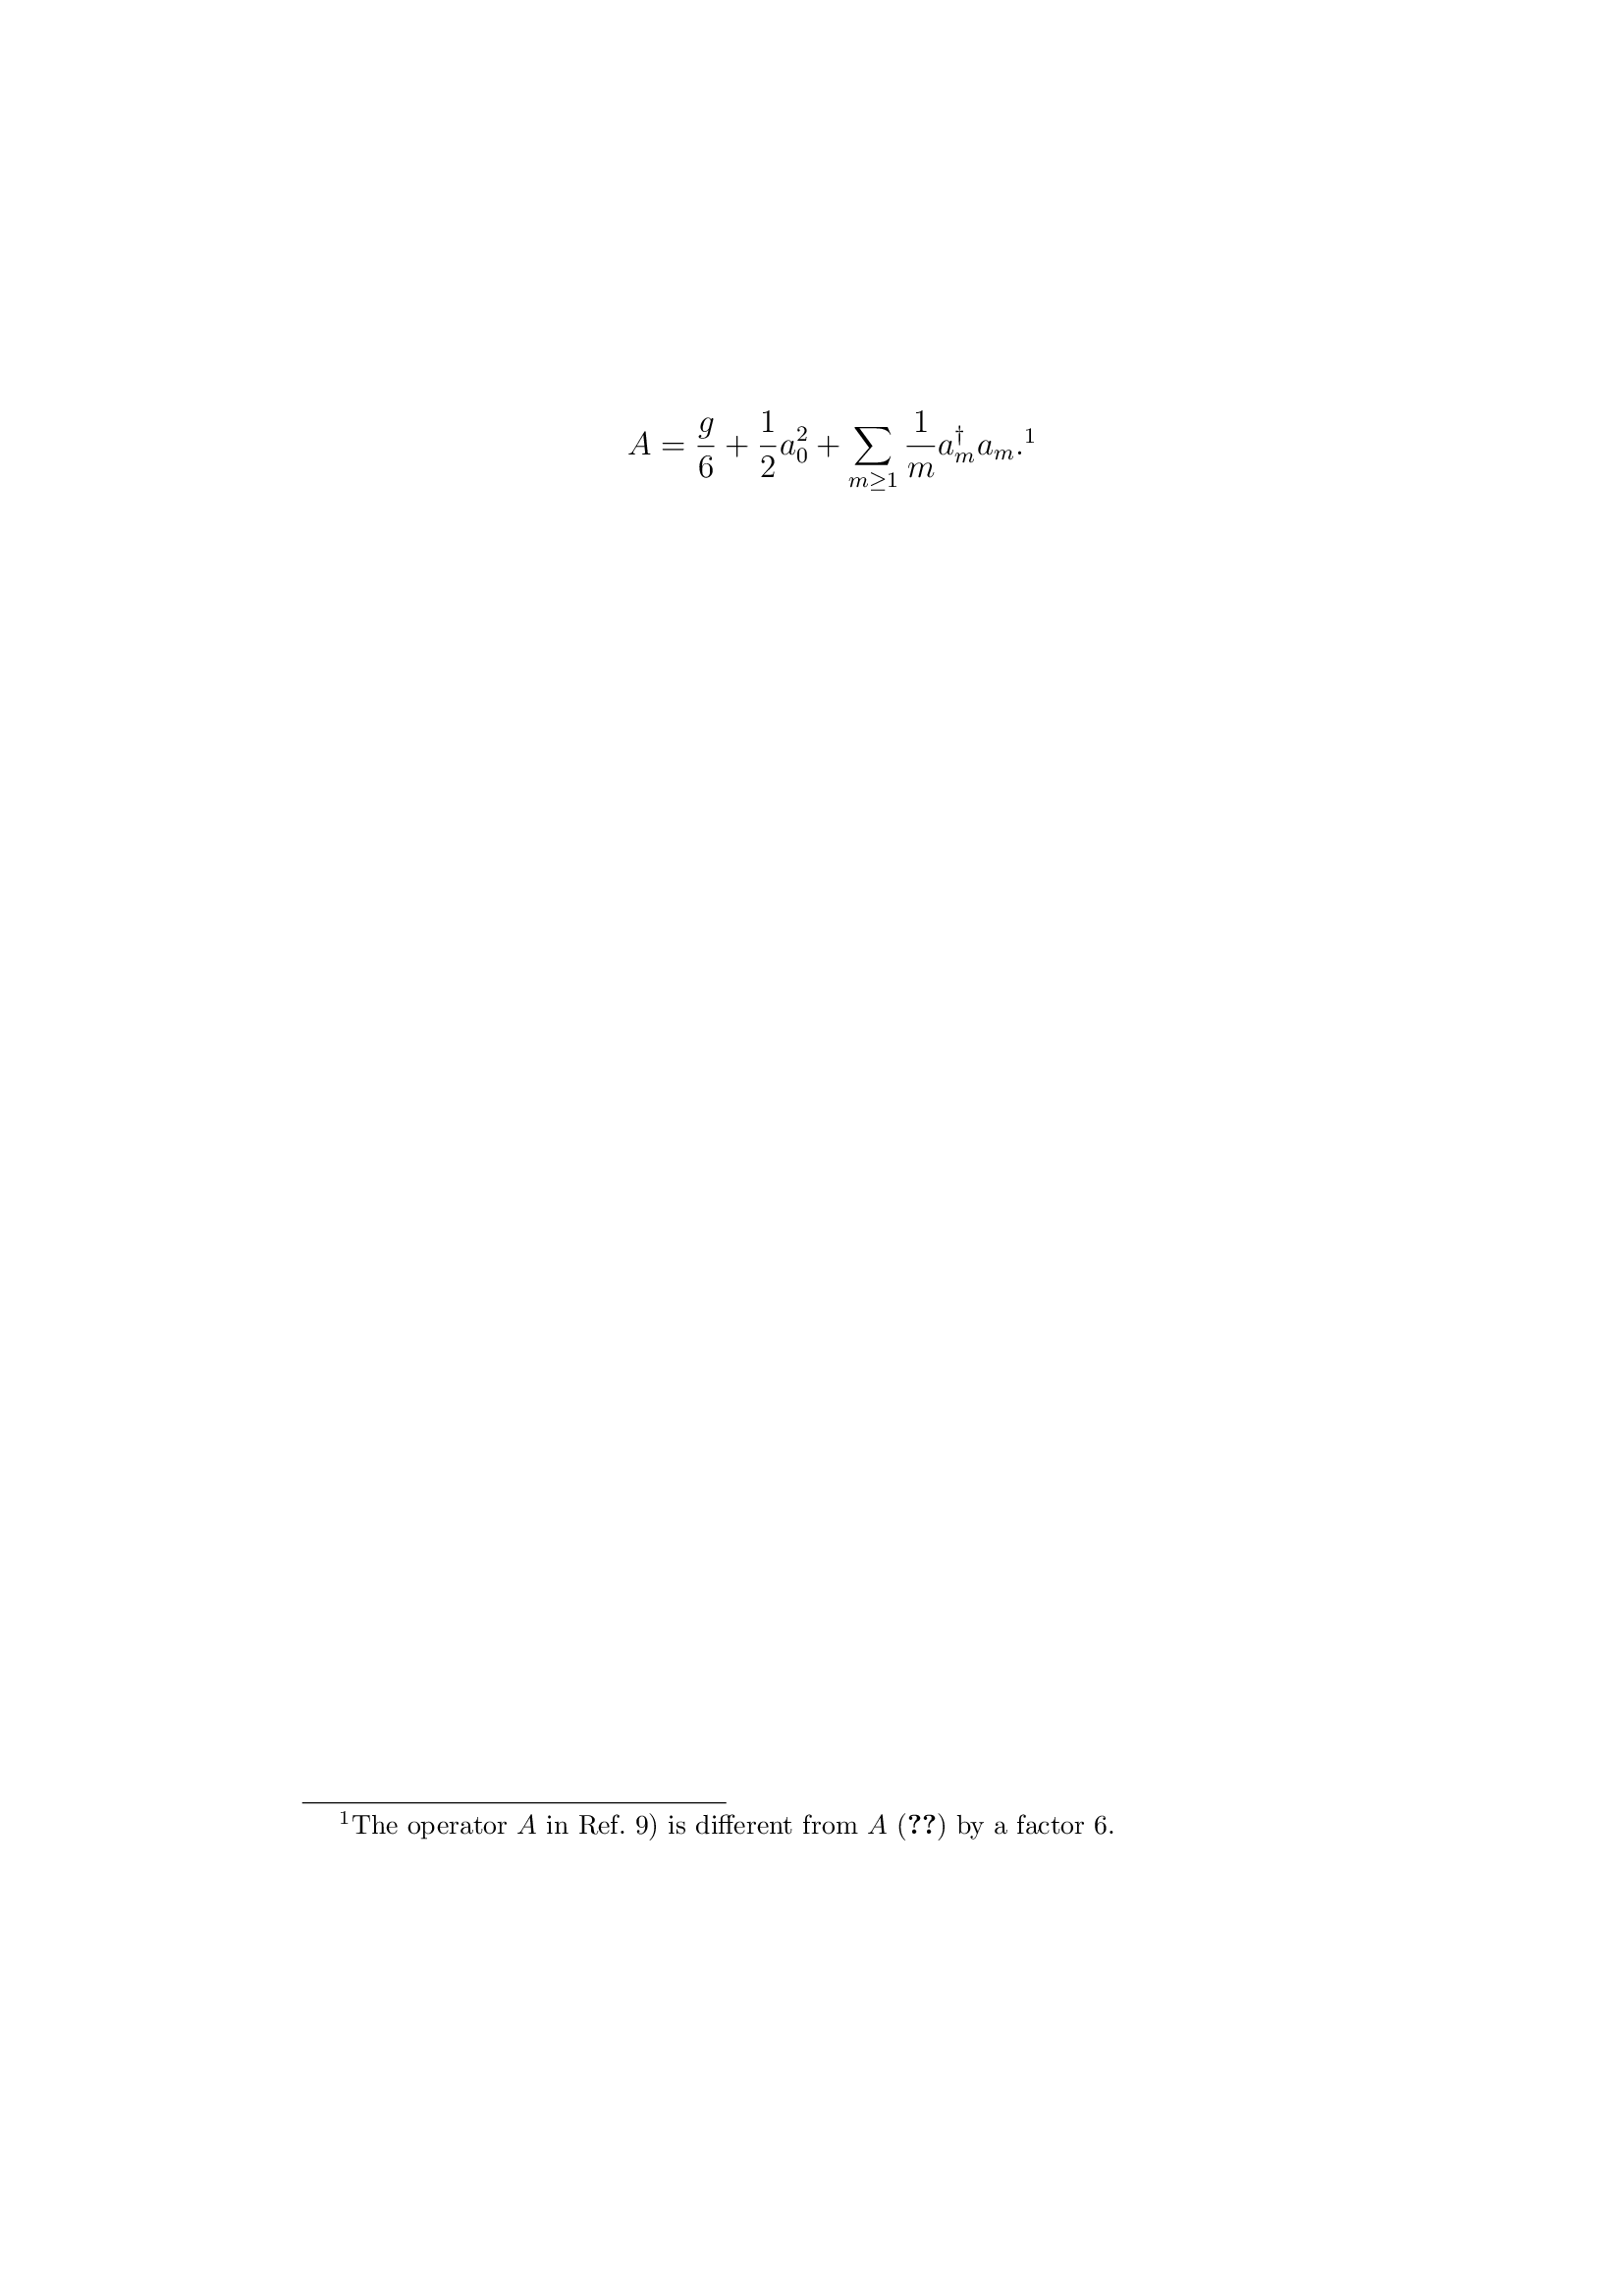 $$A = \frac{g}{6} + \frac{1}{2}a_0^2 + \sum_{m \geq 1} \frac{1}{m} a_m^\dagger a_m.^1$$
$^1$The operator $A$ in Ref. 9) is different from $A$ (**??**) by a factor 6.